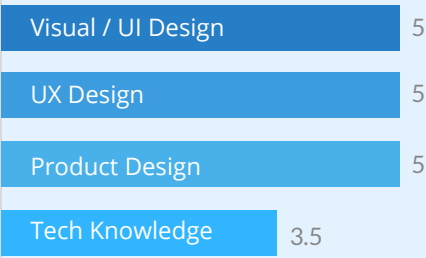 Visual / UI Design 5
UX Design 5
Product Design 5
Tech Knowledge 3.5